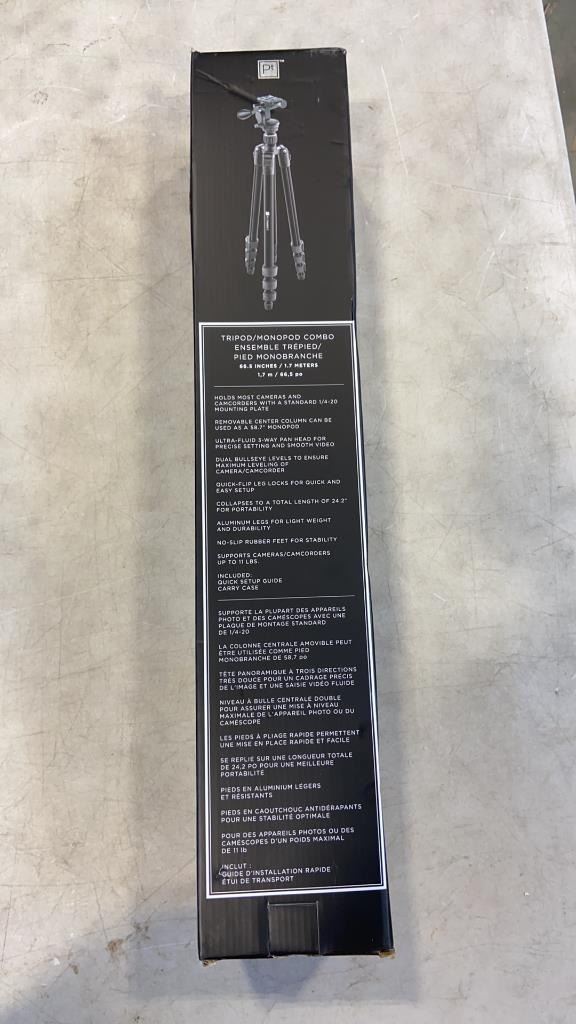 Pt™
TRIPOD/MONOPOD COMBO
ENSEMBLE TRÉPIED/
PIED MONOBRANCHE
66.5 INCHES / 1.7 METERS
1,7 m / 66,5 po
HOLDS MOST CAMERAS AND
CAMCORDERS WITH A STANDARD 1/4-20
MOUNTING PLATE
REMOVABLE CENTER COLUMN CAN BE
USED AS A 58.7" MONOPOD
ULTRA-FLUID 3-WAY PAN HEAD FOR
PRECISE SETTING AND SMOOTH VIDEO
DUAL BULLSEYE LEVELS TO ENSURE
MAXIMUM LEVELING OF
CAMERA/CAMCORDER
QUICK-FLIP LEG LOCKS FOR QUICK AND
EASY SETUP
COLLAPSES TO A TOTAL LENGTH OF 24.2"
FOR PORTABILITY
ALUMINUM LEGS FOR LIGHT WEIGHT
AND DURABILITY
NO-SLIP RUBBER FEET FOR STABILITY
SUPPORTS CAMERAS/CAMCORDERS
UP TO 11 LBS.
INCLUDED:
QUICK SETUP GUIDE
CARRY CASE
SUPPORTE LA PLUPART DES APPAREILS
PHOTO ET DES CAMÉSCOPES AVEC UNE
PLAQUE DE MONTAGE STANDARD
DE 1/4-20
LA COLONNE CENTRALE AMOVIBLE PEUT
ÊTRE UTILISÉE COMME PIED
MONOBRANCHE DE 58,7 po
TÊTE PANORAMIQUE À TROIS DIRECTIONS
TRÈS DOUCE POUR UN CADRAGE PRÉCIS
DE L'IMAGE ET UNE SAISIE VIDÉO FLUIDE
NIVEAU À BULLE CENTRALE DOUBLE
POUR ASSURER UNE MISE À NIVEAU
MAXIMALE DE L'APPAREIL PHOTO OU DU
CAMÉSCOPE
LES PIEDS À PLIAGE RAPIDE PERMETTENT
UNE MISE EN PLACE RAPIDE ET FACILE
SE REPLIE SUR UNE LONGUEUR TOTALE
DE 24,2 PO POUR UNE MEILLEURE
PORTABILITÉ
PIEDS EN ALUMINIUM LÉGERS
ET RÉSISTANTS
PIEDS EN CAOUTCHOUC ANTIDÉRAPANTS
POUR UNE STABILITÉ OPTIMALE
POUR DES APPAREILS PHOTOS OU DES
CAMÉSCOPES D'UN POIDS MAXIMAL
DE 11 lb
INCLUT :
GUIDE D'INSTALLATION RAPIDE
ÉTUI DE TRANSPORT